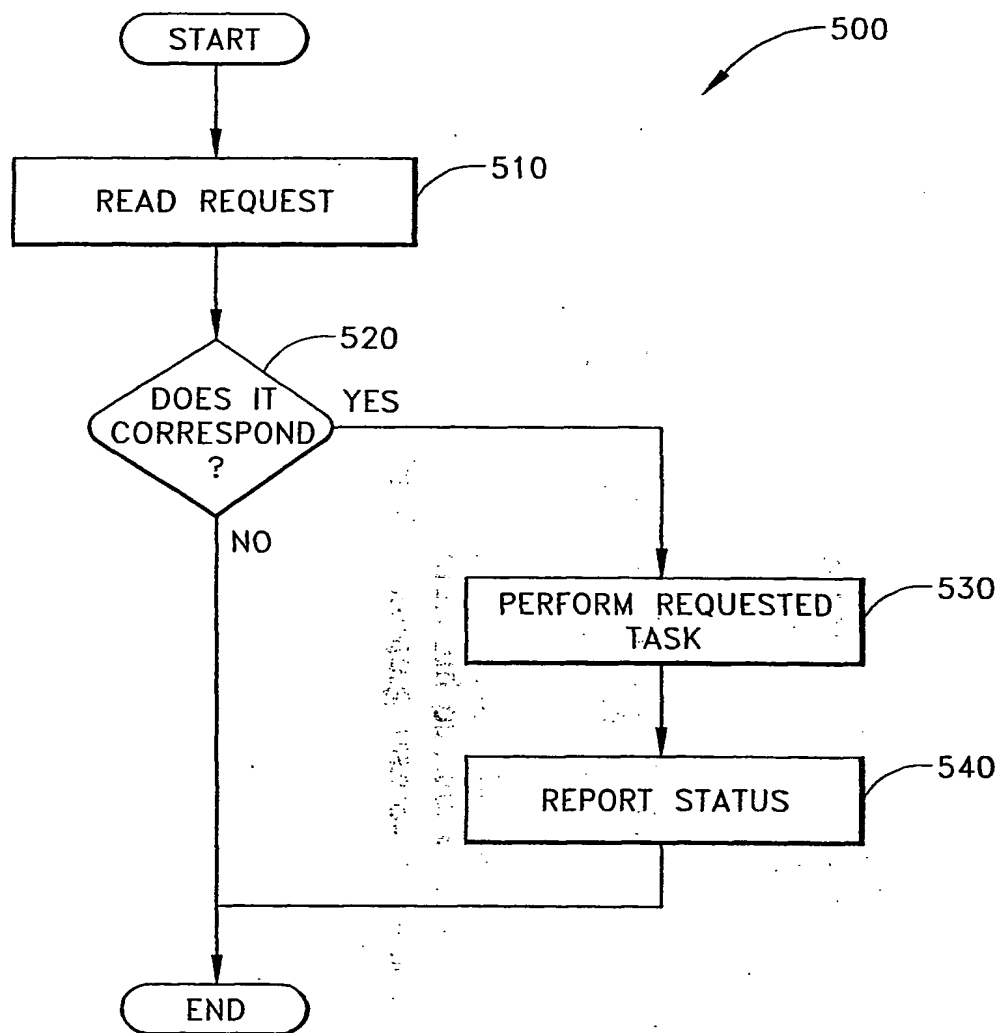 START
500
READ REQUEST
510
520
DOES IT
CORRESPOND
?
YES
NO
PERFORM REQUESTED
TASK
530
REPORT STATUS
540
END